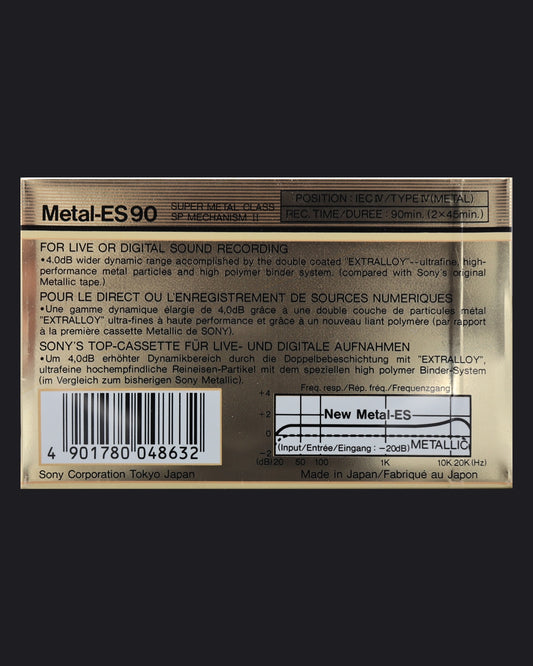 Metal-ES 90
SUPER METAL CLASS
SP MECHANISM II
POSITION : IEC IV/TYPE IV (METAL)
REC. TIME/DUREE : 90min. (2×45min.)
FOR LIVE OR DIGITAL SOUND RECORDING
•4.0dB wider dynamic range accomplished by the double coated "EXTRALLOY"--ultrafine, high-
performance metal particles and high polymer binder system. (compared with Sony's original
Metallic tape.)
POUR LE DIRECT OU L'ENREGISTREMENT DE SOURCES NUMERIQUES
•Une gamme dynamique élargie de 4,0dB grâce à une double couche de particules métal
"EXTRALLOY" ultra-fines à haute performance et grâce à un nouveau liant polymère (par rapport
à la première cassette Metallic de SONY).
SONY'S TOP-CASSETTE FÜR LIVE- UND DIGITALE AUFNAHMEN
•Um 4,0dB erhöhter Dynamikbereich durch die Doppelbebeschichtung mit "EXTRALLOY",
ultrafeine hochempfindliche Reineisen-Partikel mit dem speziellen high polymer Binder-System
(im Vergleich zum bisherigen Sony Metallic).
Freq. resp./Rép. fréq./Frequenzgang
+4
+2
0
-2
New Metal-ES
METALLIC
(Input/Entrée/Eingang : -20dB)
(dB) 20 50 100 1K 10K 20K (Hz)
4 901780 048632
Sony Corporation Tokyo Japan
Made in Japan/Fabriqué au Japon